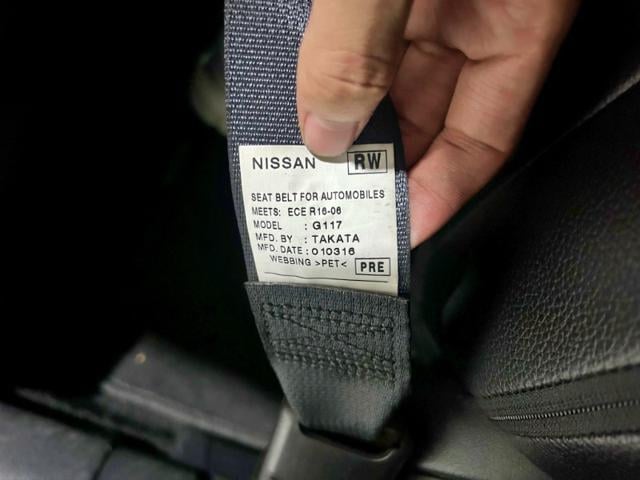 NISSAN RW
SEAT BELT FOR AUTOMOBILES
MEETS: ECE R16-06
MODEL : G117
MFD. BY : TAKATA
MFD. DATE : 010316
WEBBING >PET< PRE